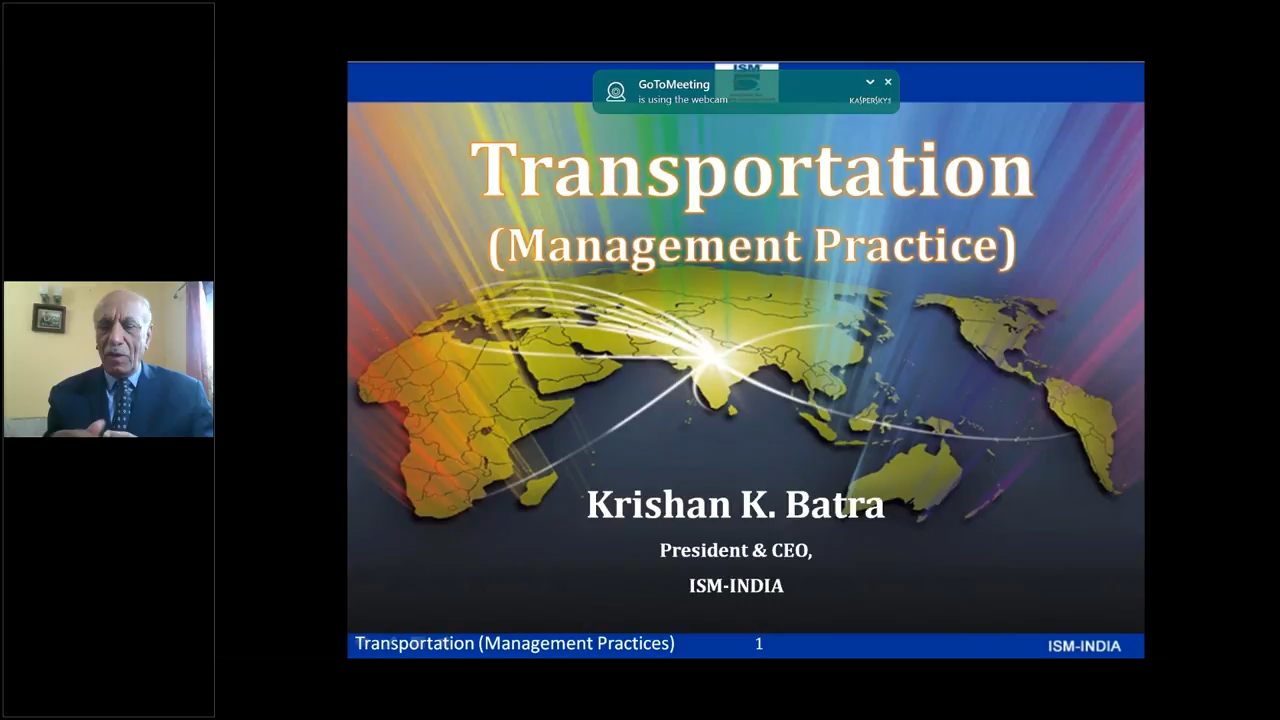 ISM
GoToMeeting
is using the webcam
KASPERSKY
Transportation
(Management Practice)
Krishan K. Batra
President & CEO,
ISM-INDIA
Transportation (Management Practices)
1
ISM-INDIA